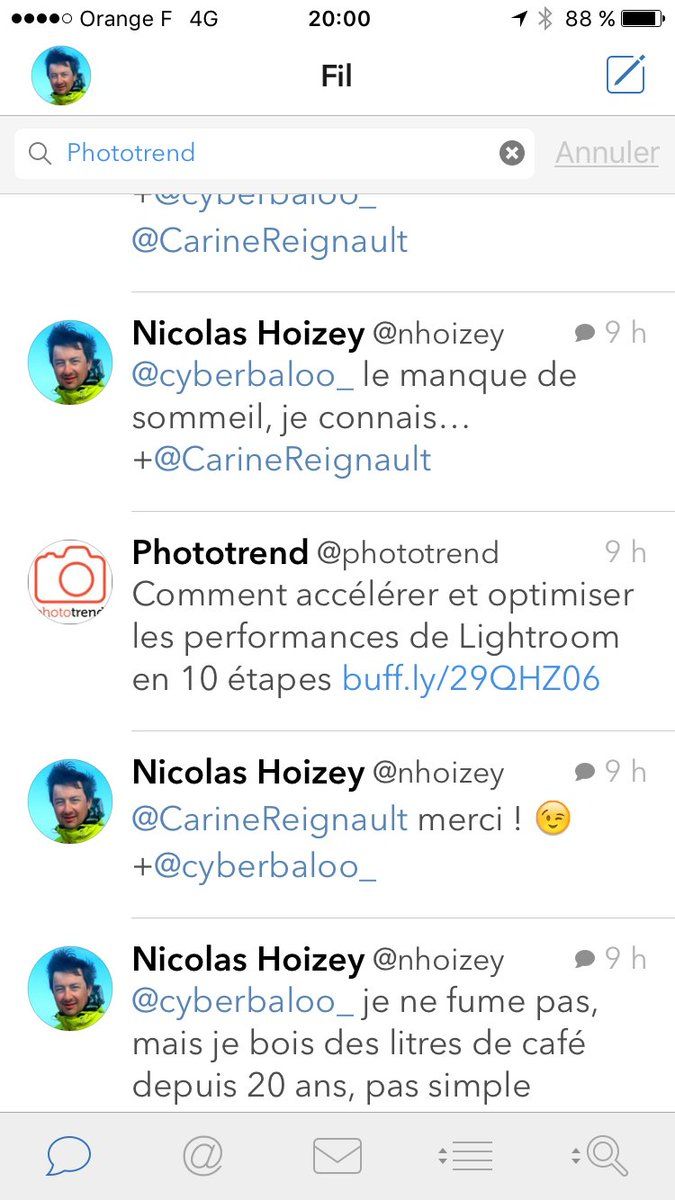 Orange F 4G 20:00 88 %
Fil
Phototrend Annuler
+@cyberbaloo_
@CarineReignault
Nicolas Hoizey @nhoizey 9 h
@cyberbaloo_ le manque de
sommeil, je connais…
+@CarineReignault
Phototrend @phototrend 9 h
phototrend
Comment accélérer et optimiser
les performances de Lightroom
en 10 étapes buff.ly/29QHZ06
Nicolas Hoizey @nhoizey 9 h
@CarineReignault merci ! 😉
+@cyberbaloo_
Nicolas Hoizey @nhoizey 9 h
@cyberbaloo_ je ne fume pas,
mais je bois des litres de café
depuis 20 ans, pas simple